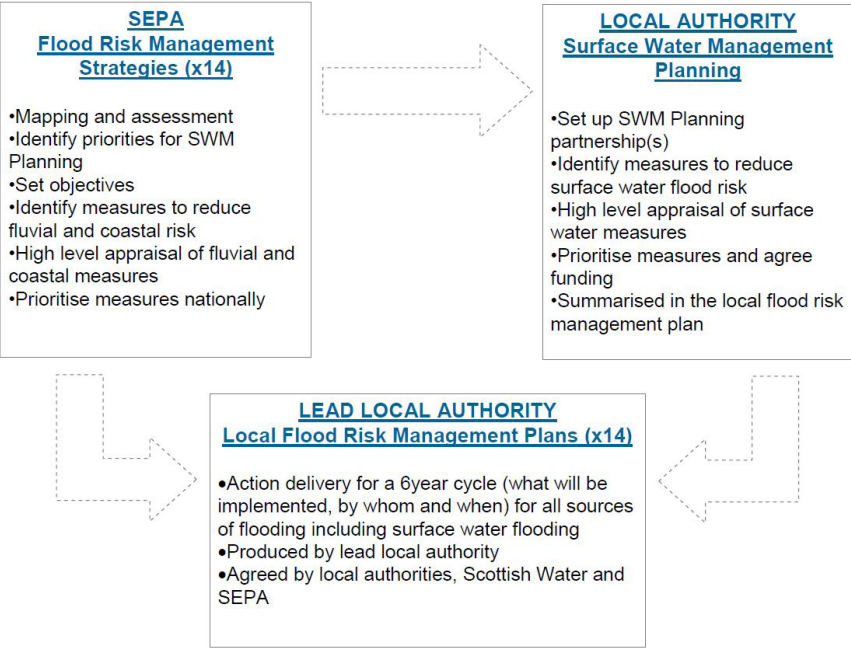 SEPA
Flood Risk Management
Strategies (x14)
•Mapping and assessment
•Identify priorities for SWM
Planning
•Set objectives
•Identify measures to reduce
fluvial and coastal risk
•High level appraisal of fluvial and
coastal measures
•Prioritise measures nationally
LOCAL AUTHORITY
Surface Water Management
Planning
•Set up SWM Planning
partnership(s)
•Identify measures to reduce
surface water flood risk
•High level appraisal of surface
water measures
•Prioritise measures and agree
funding
•Summarised in the local flood risk
management plan
LEAD LOCAL AUTHORITY
Local Flood Risk Management Plans (x14)
•Action delivery for a 6year cycle (what will be
implemented, by whom and when) for all sources
of flooding including surface water flooding
•Produced by lead local authority
•Agreed by local authorities, Scottish Water and
SEPA